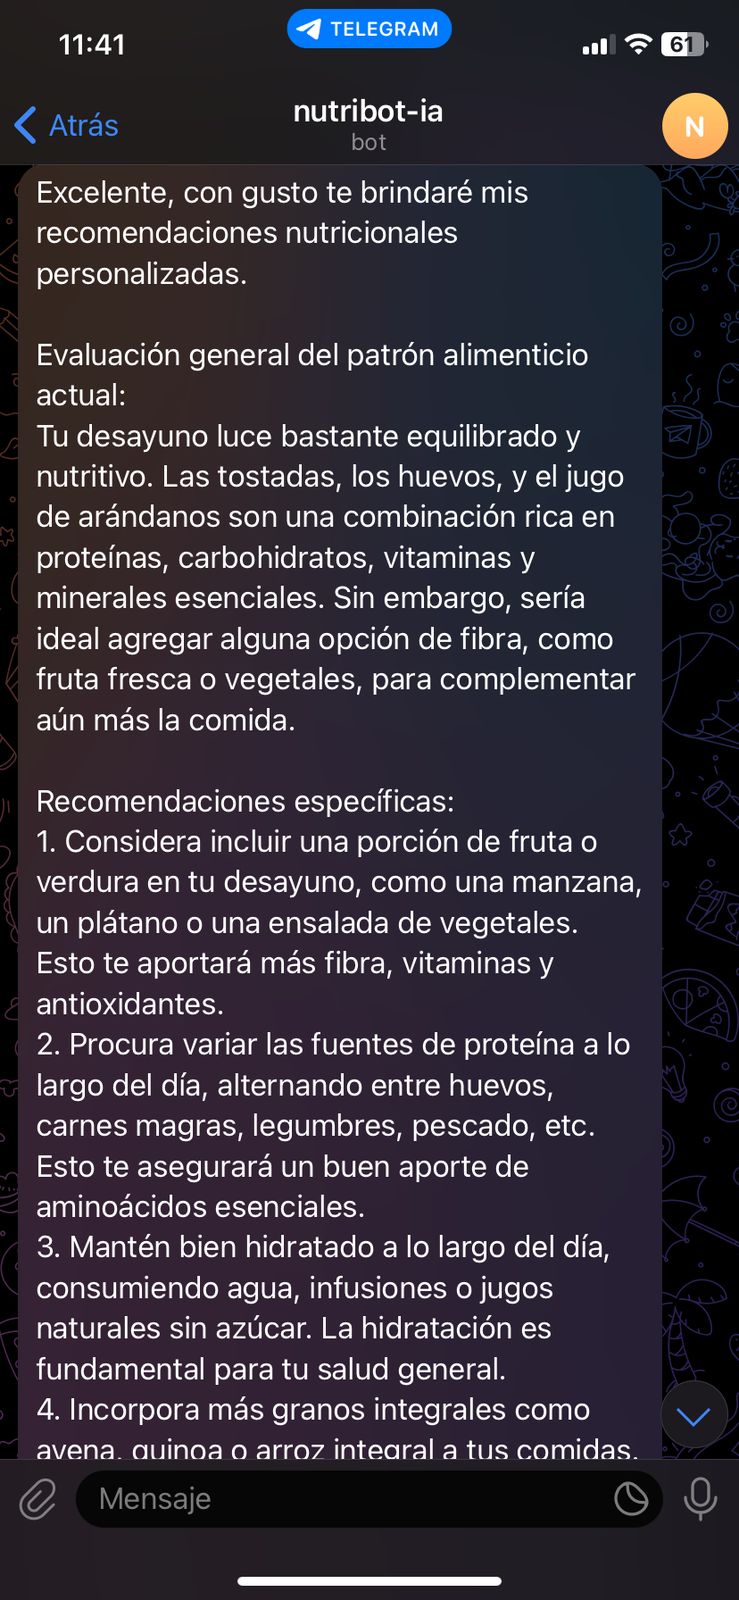 11:41
TELEGRAM
61
Atrás
nutribot-ia
bot
N
Excelente, con gusto te brindaré mis
recomendaciones nutricionales
personalizadas.
Evaluación general del patrón alimenticio
actual:
Tu desayuno luce bastante equilibrado y
nutritivo. Las tostadas, los huevos, y el jugo
de arándanos son una combinación rica en
proteínas, carbohidratos, vitaminas y
minerales esenciales. Sin embargo, sería
ideal agregar alguna opción de fibra, como
fruta fresca o vegetales, para complementar
aún más la comida.
Recomendaciones específicas:
1. Considera incluir una porción de fruta o
verdura en tu desayuno, como una manzana,
un plátano o una ensalada de vegetales.
Esto te aportará más fibra, vitaminas y
antioxidantes.
2. Procura variar las fuentes de proteína a lo
largo del día, alternando entre huevos,
carnes magras, legumbres, pescado, etc.
Esto te asegurará un buen aporte de
aminoácidos esenciales.
3. Mantén bien hidratado a lo largo del día,
consumiendo agua, infusiones o jugos
naturales sin azúcar. La hidratación es
fundamental para tu salud general.
4. Incorpora más granos integrales como
avena, quinoa o arroz integral a tus comidas.
Mensaje